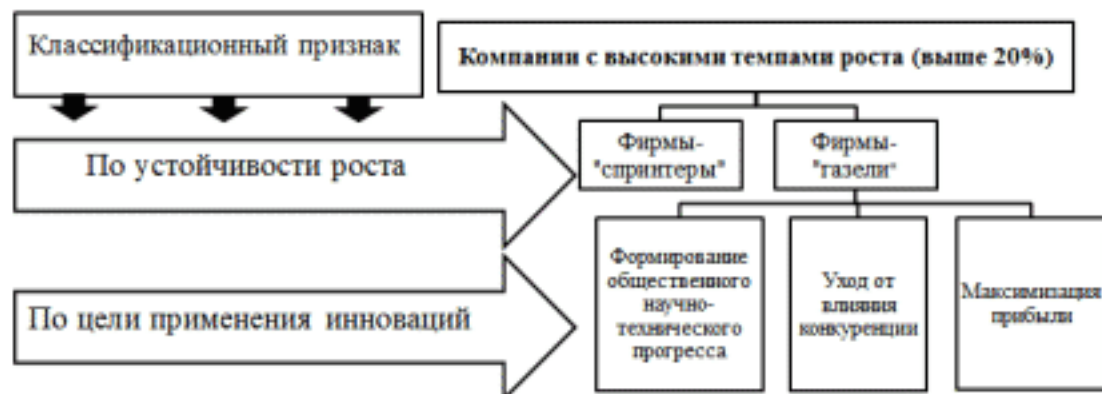 Классификационный признак
Компании с высокими темпами роста (выше 20%)
По устойчивости роста
Фирмы-
"спринтеры"
Фирмы-
"газели"
По цели применения инноваций
Формирование
общественного
научно-
технического
прогресса
Уход от
влияния
конкуренции
Максимизация
прибыли